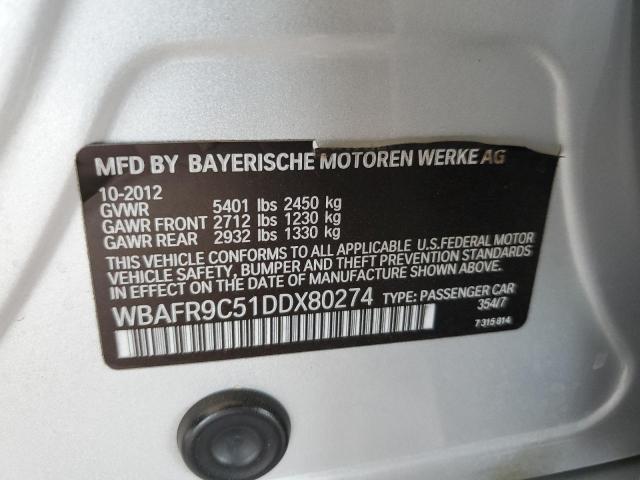 MFD BY BAYERISCHE MOTOREN WERKE AG
10-2012
GVWR 5401 lbs 2450 kg
GAWR FRONT 2712 lbs 1230 kg
GAWR REAR 2932 lbs 1330 kg
THIS VEHICLE CONFORMS TO ALL APPLICABLE U.S.FEDERAL MOTOR
VEHICLE SAFETY, BUMPER, AND THEFT PREVENTION STANDARDS
IN EFFECT ON THE DATE OF MANUFACTURE SHOWN ABOVE.
WBAFR9C51DDX80274 TYPE: PASSENGER CAR
354/7
7 315 814